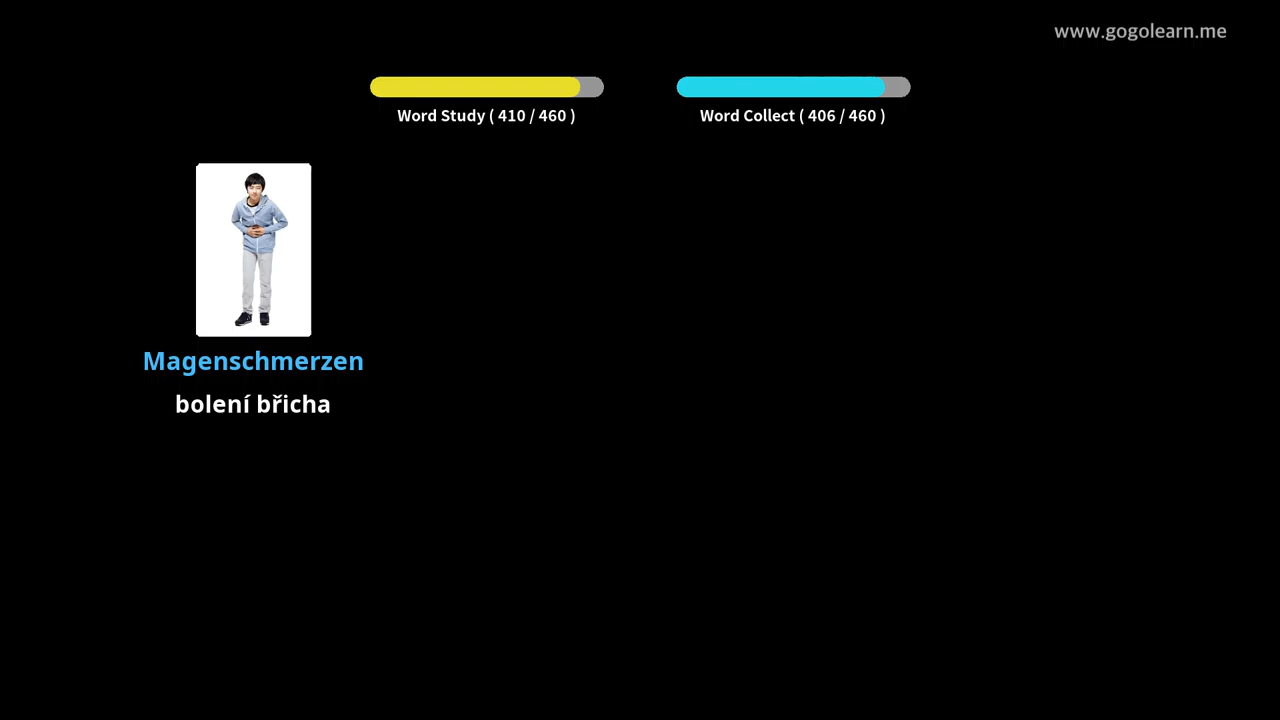 www.gogolearn.me
Word Study ( 410 / 460 )
Word Collect ( 406 / 460 )
Magenschmerzen
bolení břicha